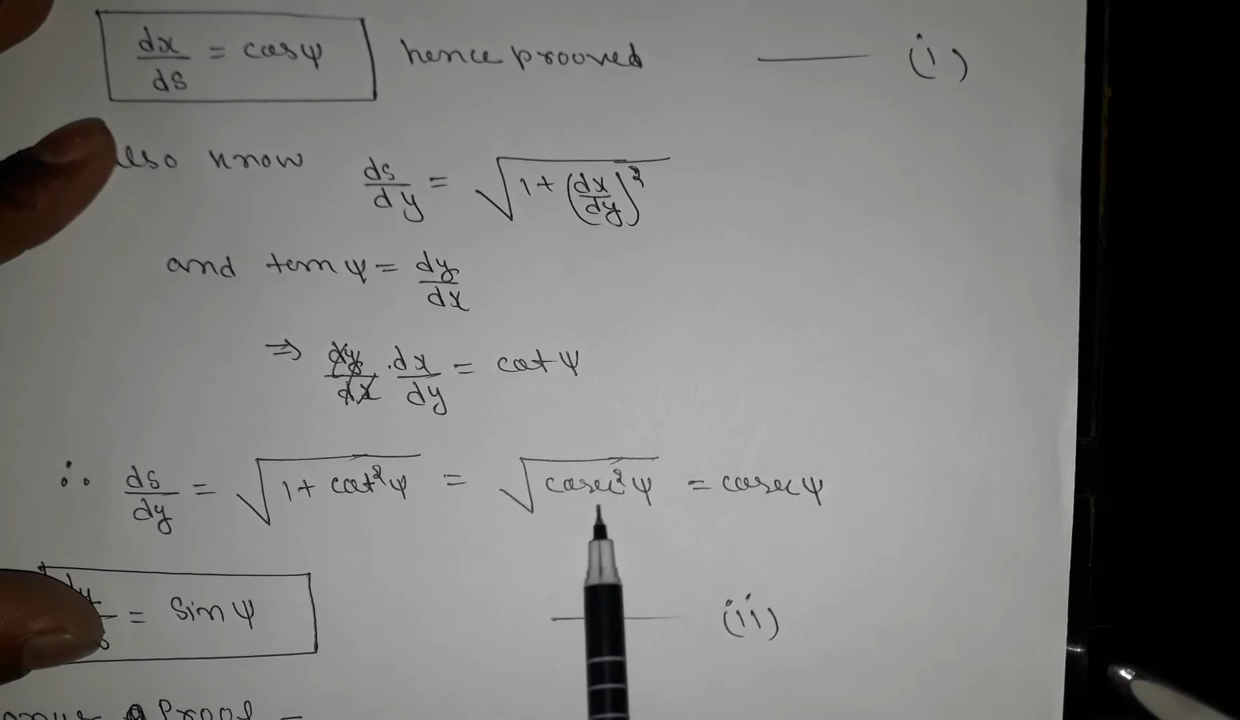 dx/ds = cosψ hence prooved —— (i)
know ds/dy = √(1+(dx/dy)²)
and tanψ = dy/dx
⇒ dy/dx · dx/dy = cotψ
∴ ds/dy = √(1+cot²ψ) = √(cosec²ψ) = cosecψ
= Sinψ —— (ii)
Proof =